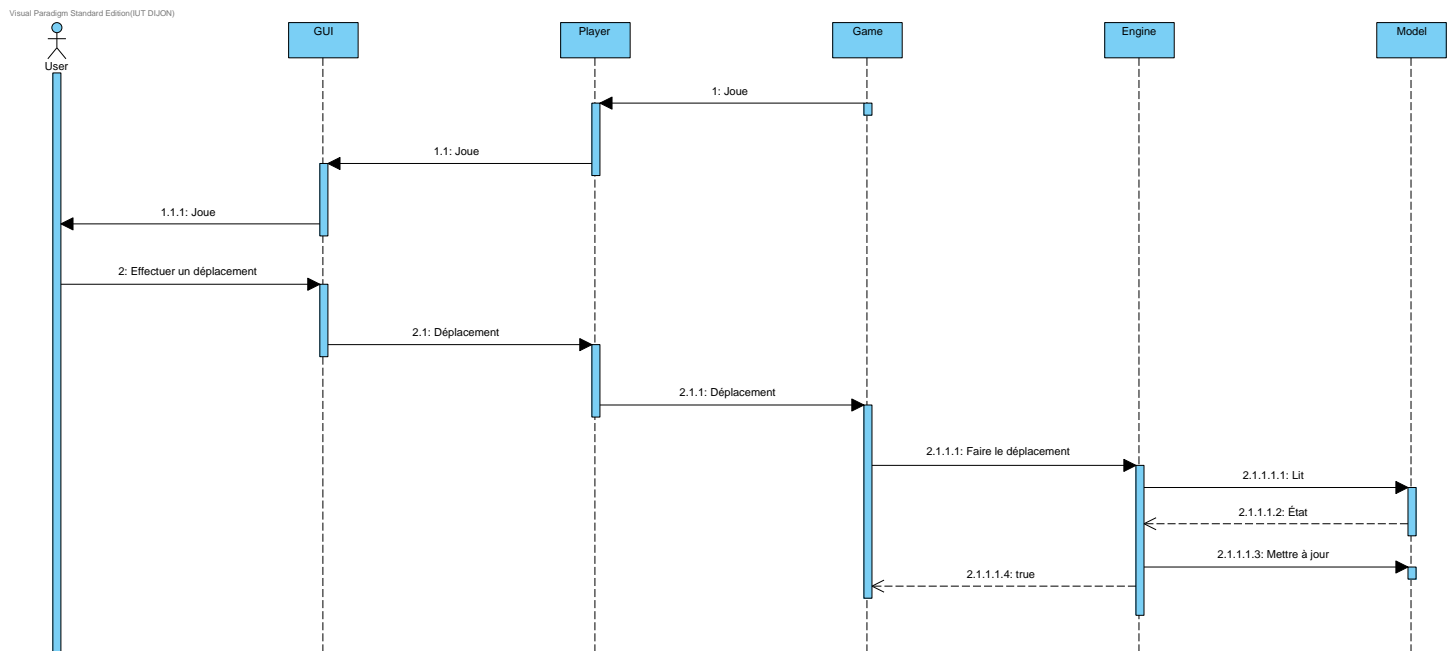 Visual Paradigm Standard Edition(IUT DIJON)
User
GUI
Player
Game
Engine
Model
1: Joue
1.1: Joue
1.1.1: Joue
2: Effectuer un déplacement
2.1: Déplacement
2.1.1: Déplacement
2.1.1.1: Faire le déplacement
2.1.1.1.1: Lit
2.1.1.1.2: État
2.1.1.1.3: Mettre à jour
2.1.1.1.4: true